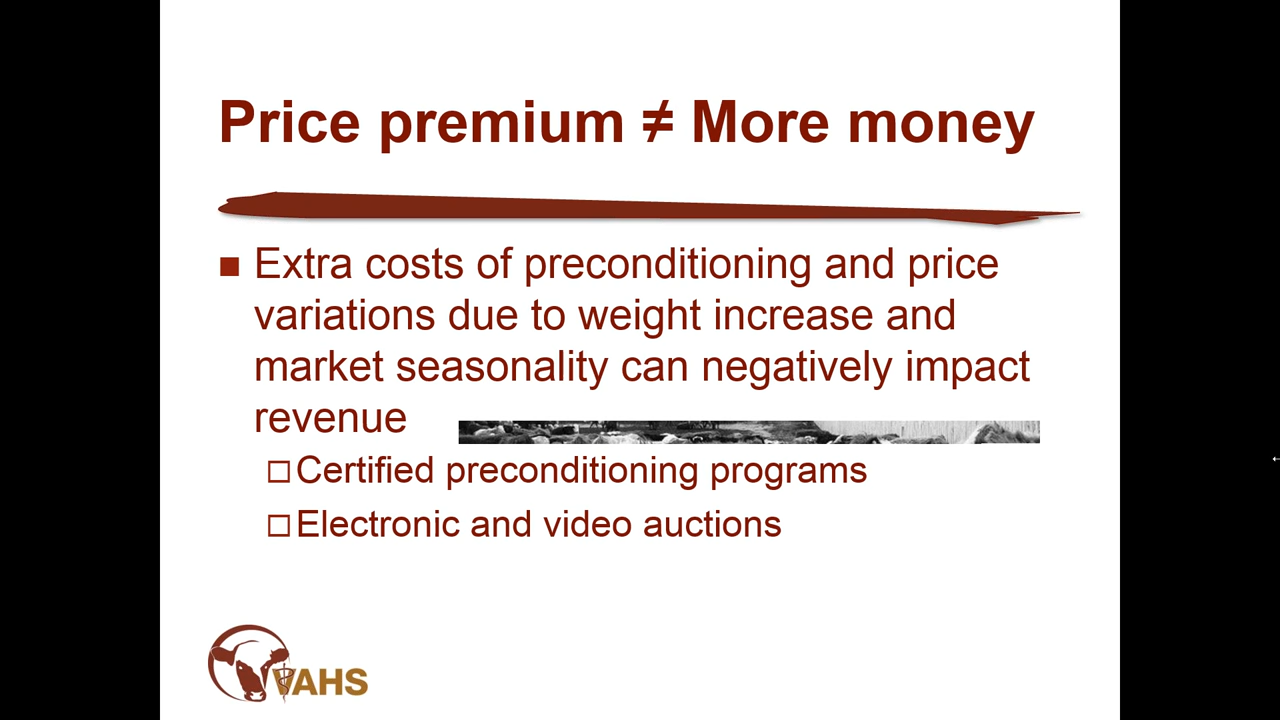 Price premium ≠ More money
Extra costs of preconditioning and price
variations due to weight increase and
market seasonality can negatively impact
revenue
Certified preconditioning programs
Electronic and video auctions
VAHS